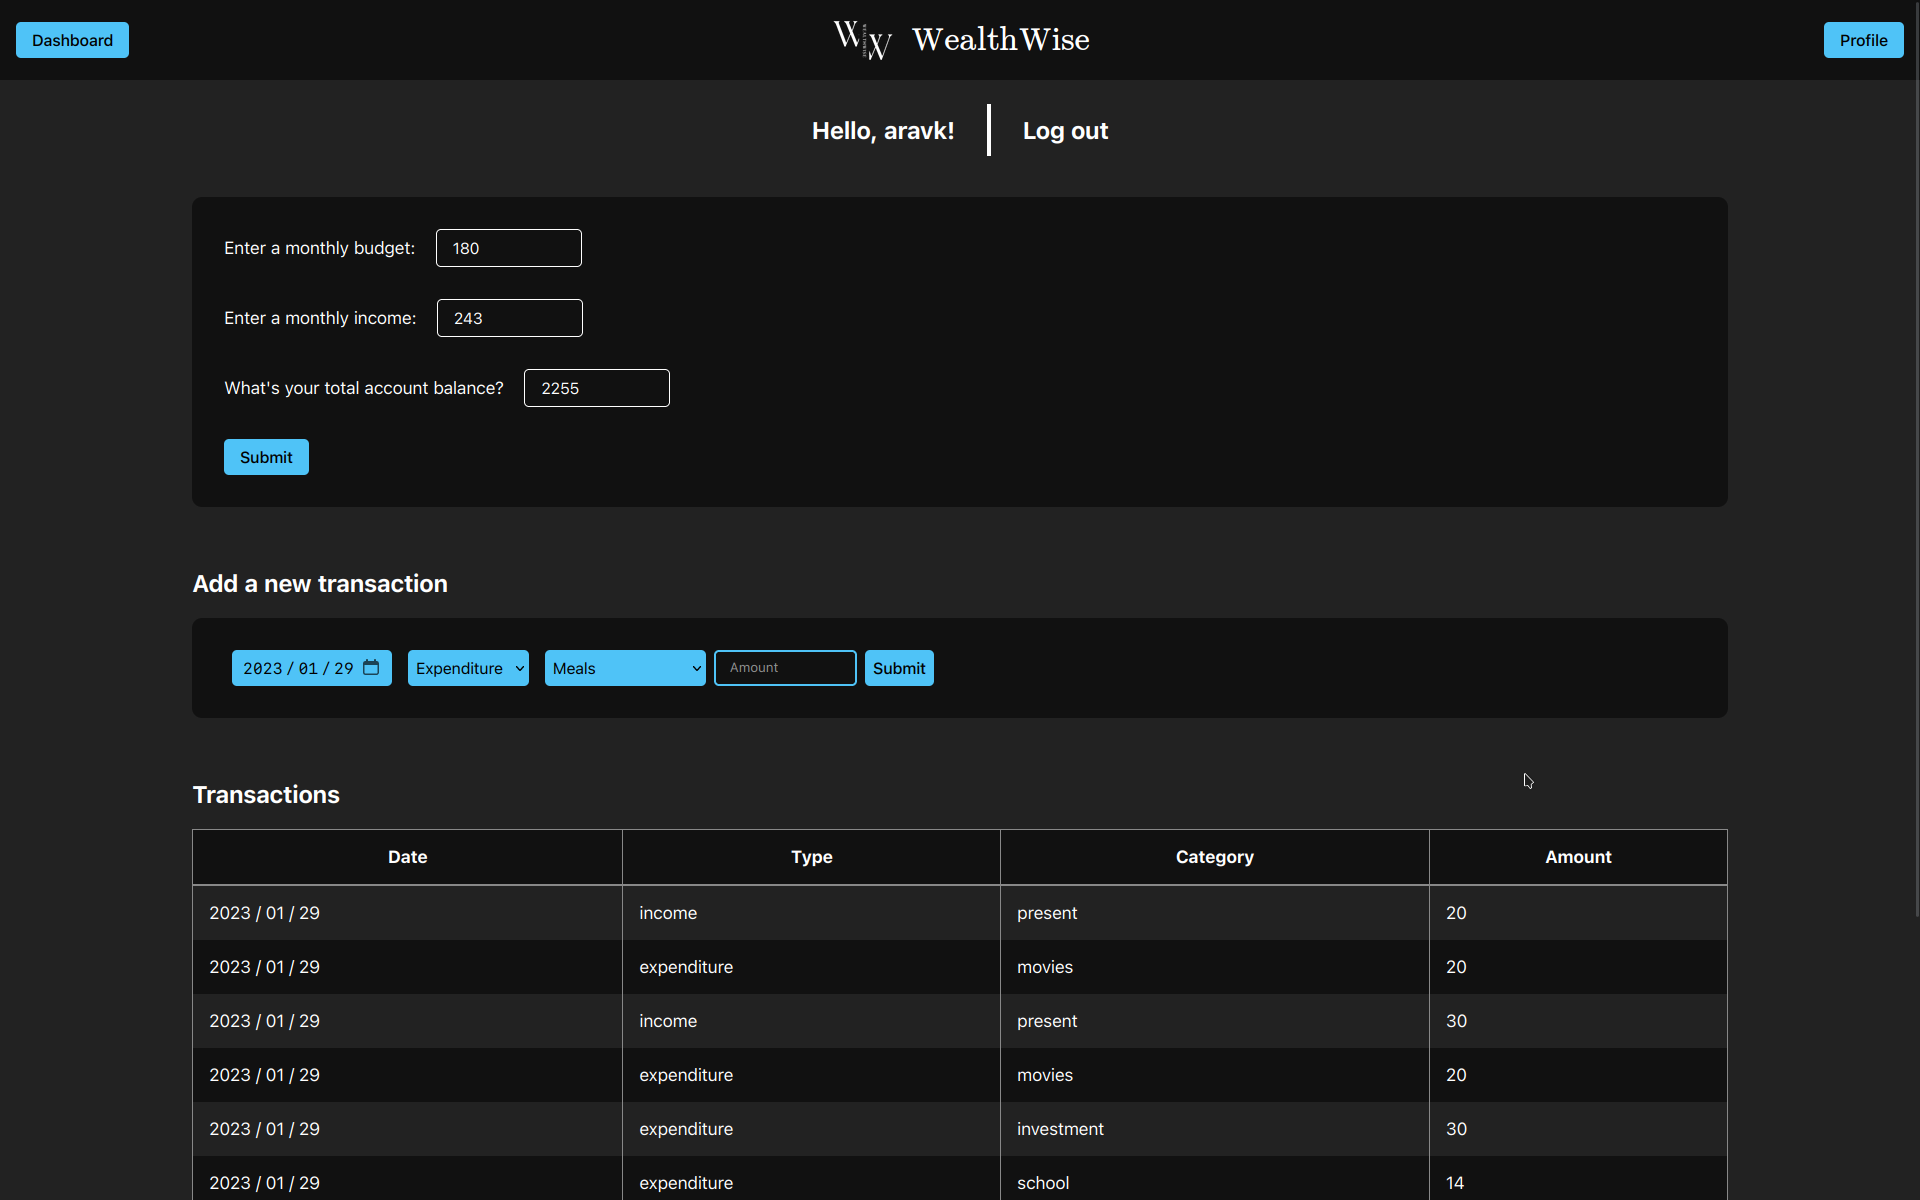 Dashboard
WW WealthWise
Profile
Hello, aravk!
Log out
Enter a monthly budget: 180
Enter a monthly income: 243
What's your total account balance? 2255
Submit
Add a new transaction
2023 / 01 / 29 Expenditure Meals Amount Submit
Transactions
Date Type Category Amount
2023 / 01 / 29 income present 20
2023 / 01 / 29 expenditure movies 20
2023 / 01 / 29 income present 30
2023 / 01 / 29 expenditure movies 20
2023 / 01 / 29 expenditure investment 30
2023 / 01 / 29 expenditure school 14